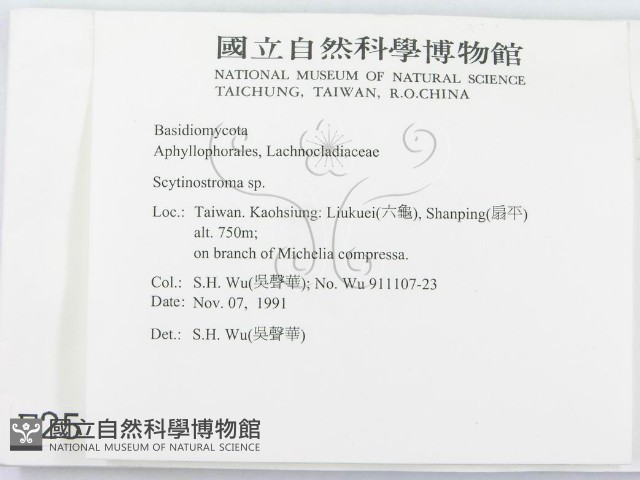 國立自然科學博物館
NATIONAL MUSEUM OF NATURAL SCIENCE
TAICHUNG, TAIWAN, R.O.CHINA
Basidiomycota
Aphyllophorales, Lachnocladiaceae
Scytinostroma sp.
Loc.: Taiwan. Kaohsiung: Liukuei(六龜), Shanping(扇平)
alt. 750m;
on branch of Michelia compressa.
Col.: S.H. Wu(吳聲華); No. Wu 911107-23
Date: Nov. 07, 1991
Det.: S.H. Wu(吳聲華)
國立自然科學博物館
NATIONAL MUSEUM OF NATURAL SCIENCE